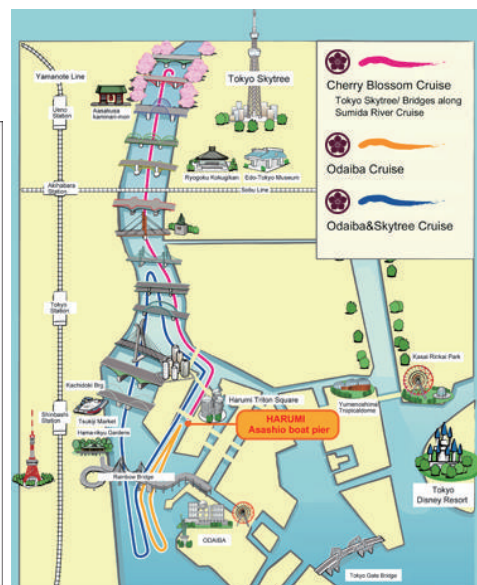 Yamanote Line
Ueno
Station
Asakusa
kaminari-mon
Tokyo Skytree
Cherry Blossom Cruise
Tokyo Skytree/ Bridges along
Sumida River Cruise
Odaiba Cruise
Odaiba&Skytree Cruise
Ryogoku Kokugikan
Edo-Tokyo Museum
Akihabara
Station
Sobu Line
Tokyo
Station
Kachidoki Brg.
Tsukiji Market
Hama-rikyu Gardens
Shinbashi
Station
Harumi Triton Square
HARUMI
Asashio boat pier
Yumenoshima
Tropicaldome
Kasai Rinkai Park
Rainbow Bridge
ODAIBA
Tokyo
Disney Resort
Tokyo Gate Bridge